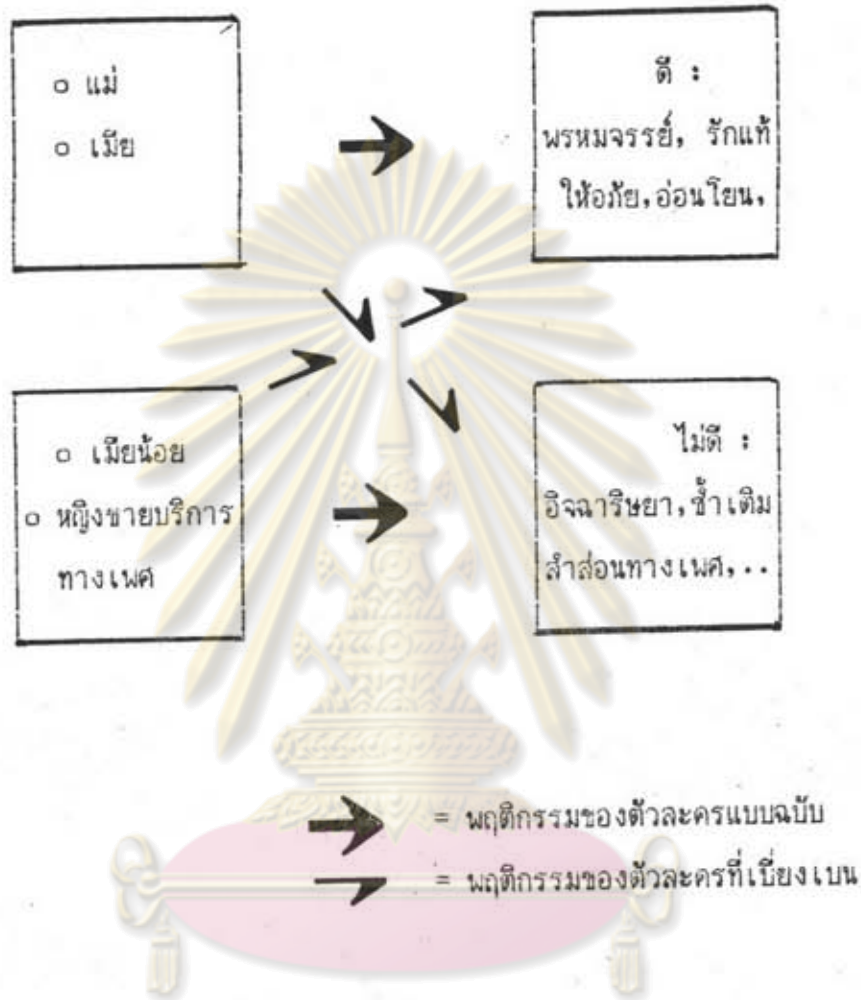 ○ แม่
○ เมีย
ดี :
พรหมจรรย์, รักแท้
ให้อภัย,อ่อนโยน,
○ เมียน้อย
○ หญิงขายบริการ
ทางเพศ
ไม่ดี :
อิจฉาริษยา,ซ้ำเติม
สำส่อนทางเพศ,..
= พฤติกรรมของตัวละครแบบฉบับ
= พฤติกรรมของตัวละครที่เบี่ยงเบน